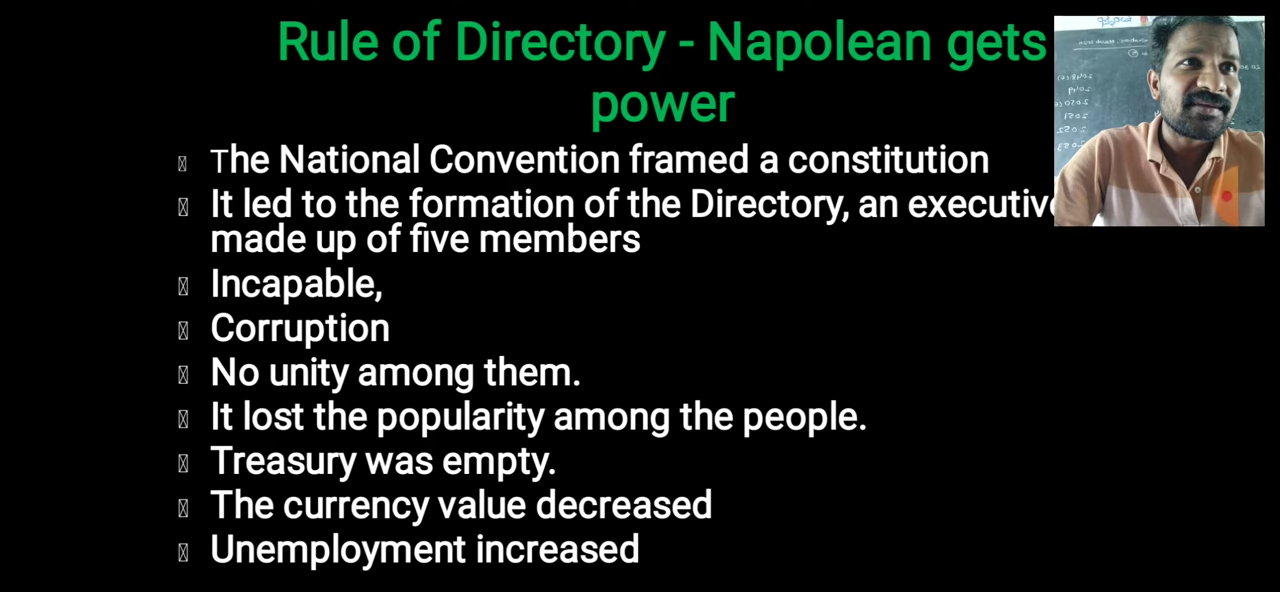 Rule of Directory - Napolean gets
power
The National Convention framed a constitution
It led to the formation of the Directory, an executive
made up of five members
Incapable,
Corruption
No unity among them.
It lost the popularity among the people.
Treasury was empty.
The currency value decreased
Unemployment increased